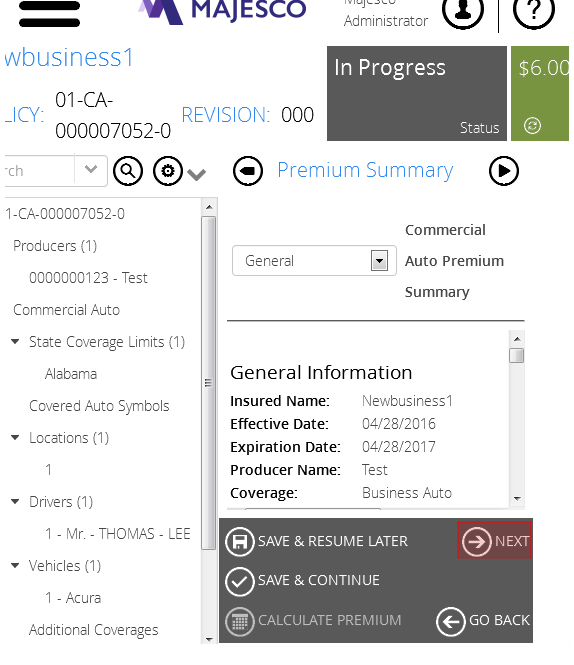 MAJESCO
Majesco
Administrator
?
wbusiness1
In Progress
$6.00
LICY: 01-CA-000007052-0 REVISION: 000
Status
rch
Premium Summary
1-CA-000007052-0
Producers (1)
0000000123 - Test
Commercial Auto
State Coverage Limits (1)
Alabama
Covered Auto Symbols
Locations (1)
1
Drivers (1)
1 - Mr. - THOMAS - LEE
Vehicles (1)
1 - Acura
Additional Coverages
General
Commercial
Auto Premium
Summary
General Information
Insured Name: Newbusiness1
Effective Date: 04/28/2016
Expiration Date: 04/28/2017
Producer Name: Test
Coverage: Business Auto
SAVE & RESUME LATER
NEXT
SAVE & CONTINUE
CALCULATE PREMIUM
GO BACK